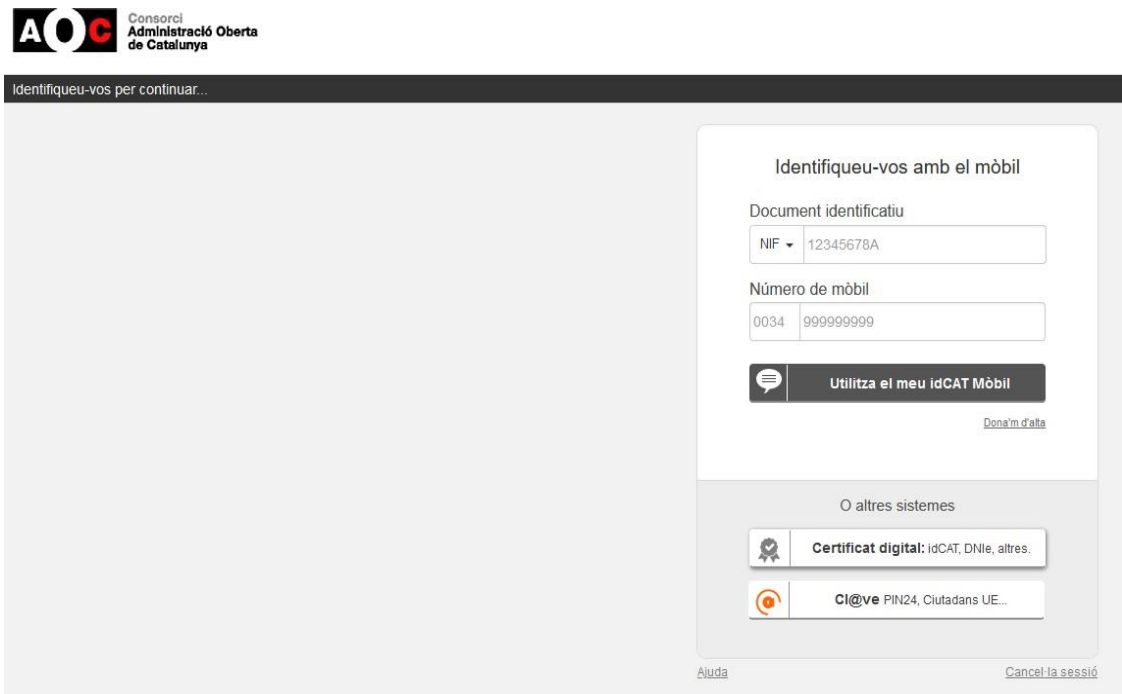 AOC
Consorci
Administració Oberta
de Catalunya
Identifiqueu-vos per continuar...
Identifiqueu-vos amb el mòbil
Document identificatiu
NIF 12345678A
Número de mòbil
0034 999999999
Utilitza el meu idCAT Mòbil
Dona'm d'alta
O altres sistemes
Certificat digital: idCAT, DNIe, altres.
Cl@ve PIN24, Ciutadans UE...
Ajuda
Cancel·la sessió